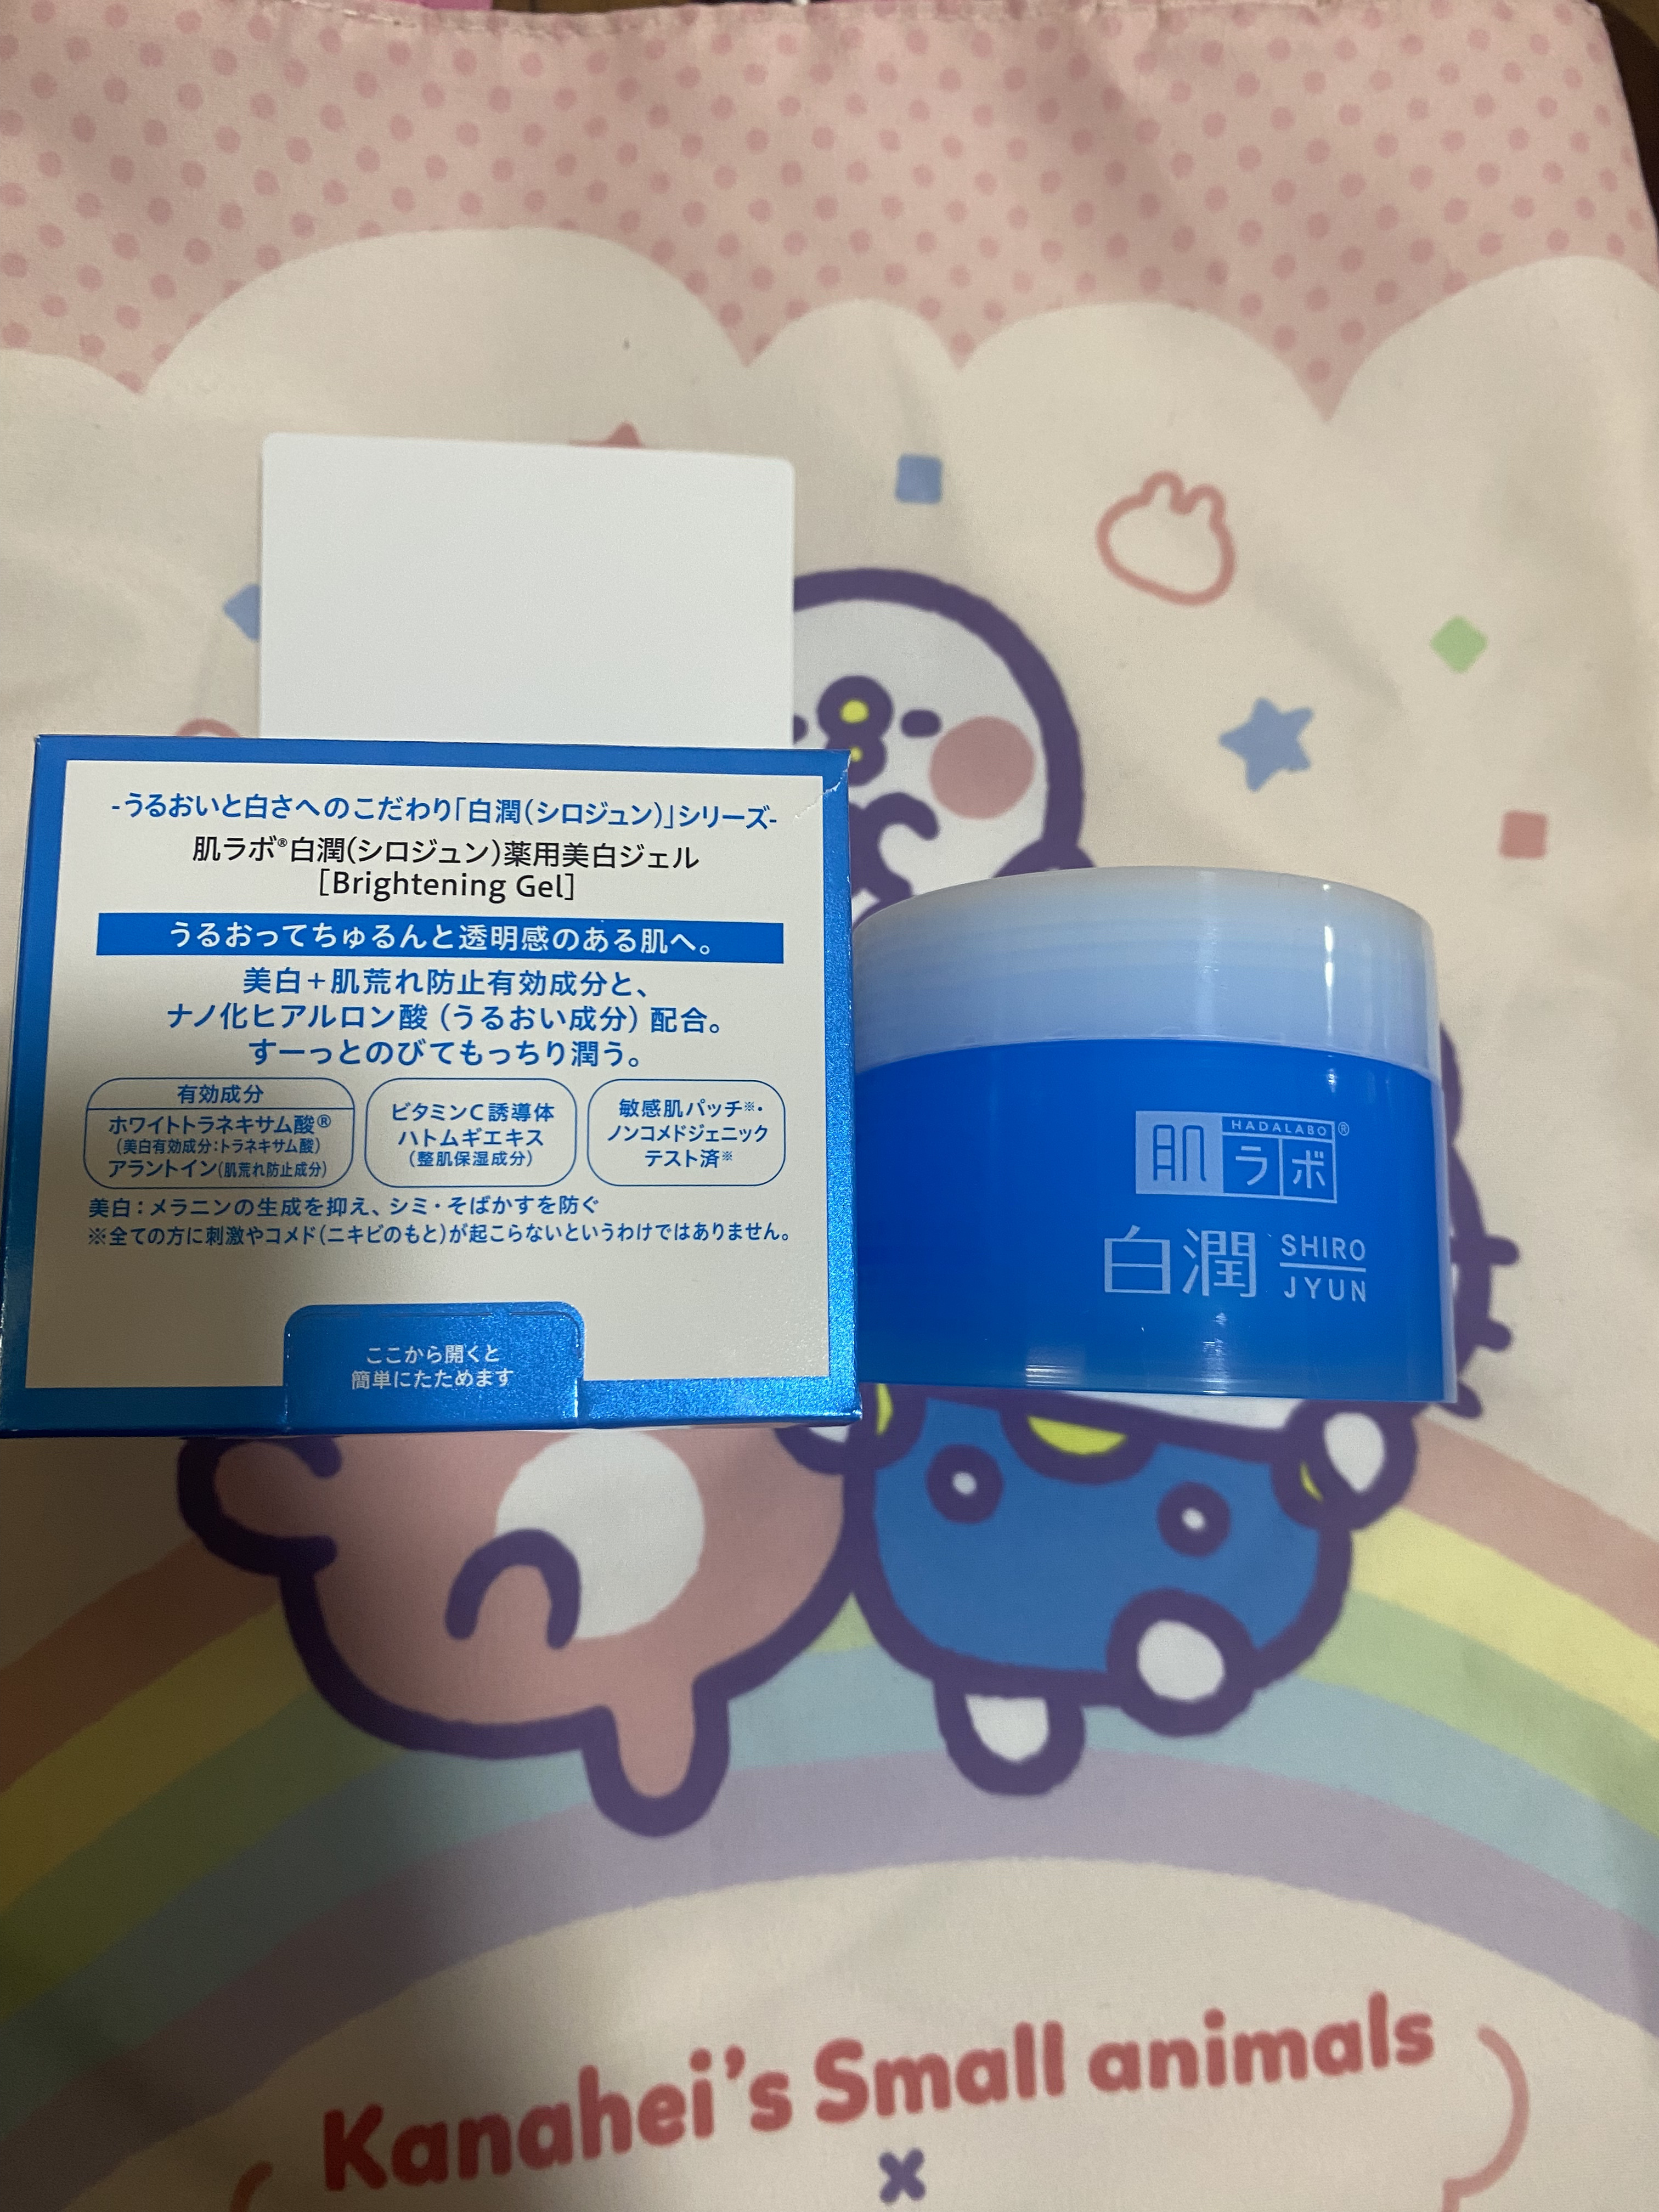 -うるおいと白さへのこだわり「白潤（シロジュン）」シリーズ-
肌ラボ®白潤（シロジュン）薬用美白ジェル
［Brightening Gel］
うるおってちゅるんと透明感のある肌へ。
美白＋肌荒れ防止有効成分と、
ナノ化ヒアルロン酸（うるおい成分）配合。
すーっとのびてもっちり潤う。
有効成分
ホワイトトラネキサム酸®
（美白有効成分：トラネキサム酸）
アラントイン（肌荒れ防止成分）
ビタミンC誘導体
ハトムギエキス
（整肌保湿成分）
敏感肌パッチ※・
ノンコメドジェニック
テスト済※
美白：メラニンの生成を抑え、シミ・そばかすを防ぐ
※全ての方に刺激やコメド（ニキビのもと）が起こらないというわけではありません。
ここから開くと
簡単にたためます
HADALABO®
肌ラボ
白潤 SHIRO
JYUN
Kanahei's Small animals
×